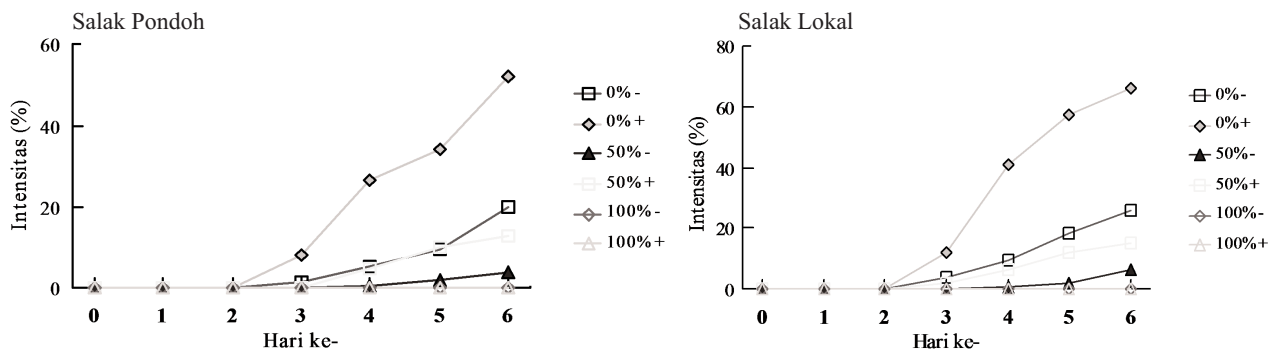 Salak Pondoh
60
40
20
0
Intensitas (%)
0 1 2 3 4 5 6
Hari ke-
0%-
0%+
50%-
50%+
100%-
100%+
Salak Lokal
80
60
40
20
0
Intensitas (%)
0 1 2 3 4 5 6
Hari ke-
0%-
0%+
50%-
50%+
100%-
100%+